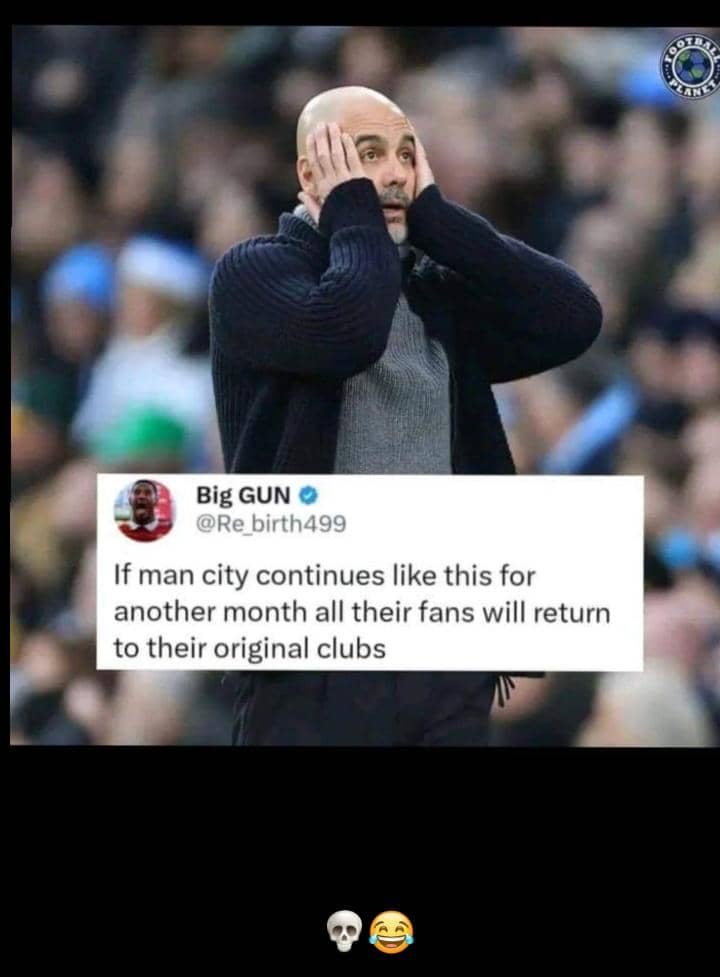 FOOTBALL
PLANET
Big GUN
@Re_birth499
If man city continues like this for
another month all their fans will return
to their original clubs
💀😂